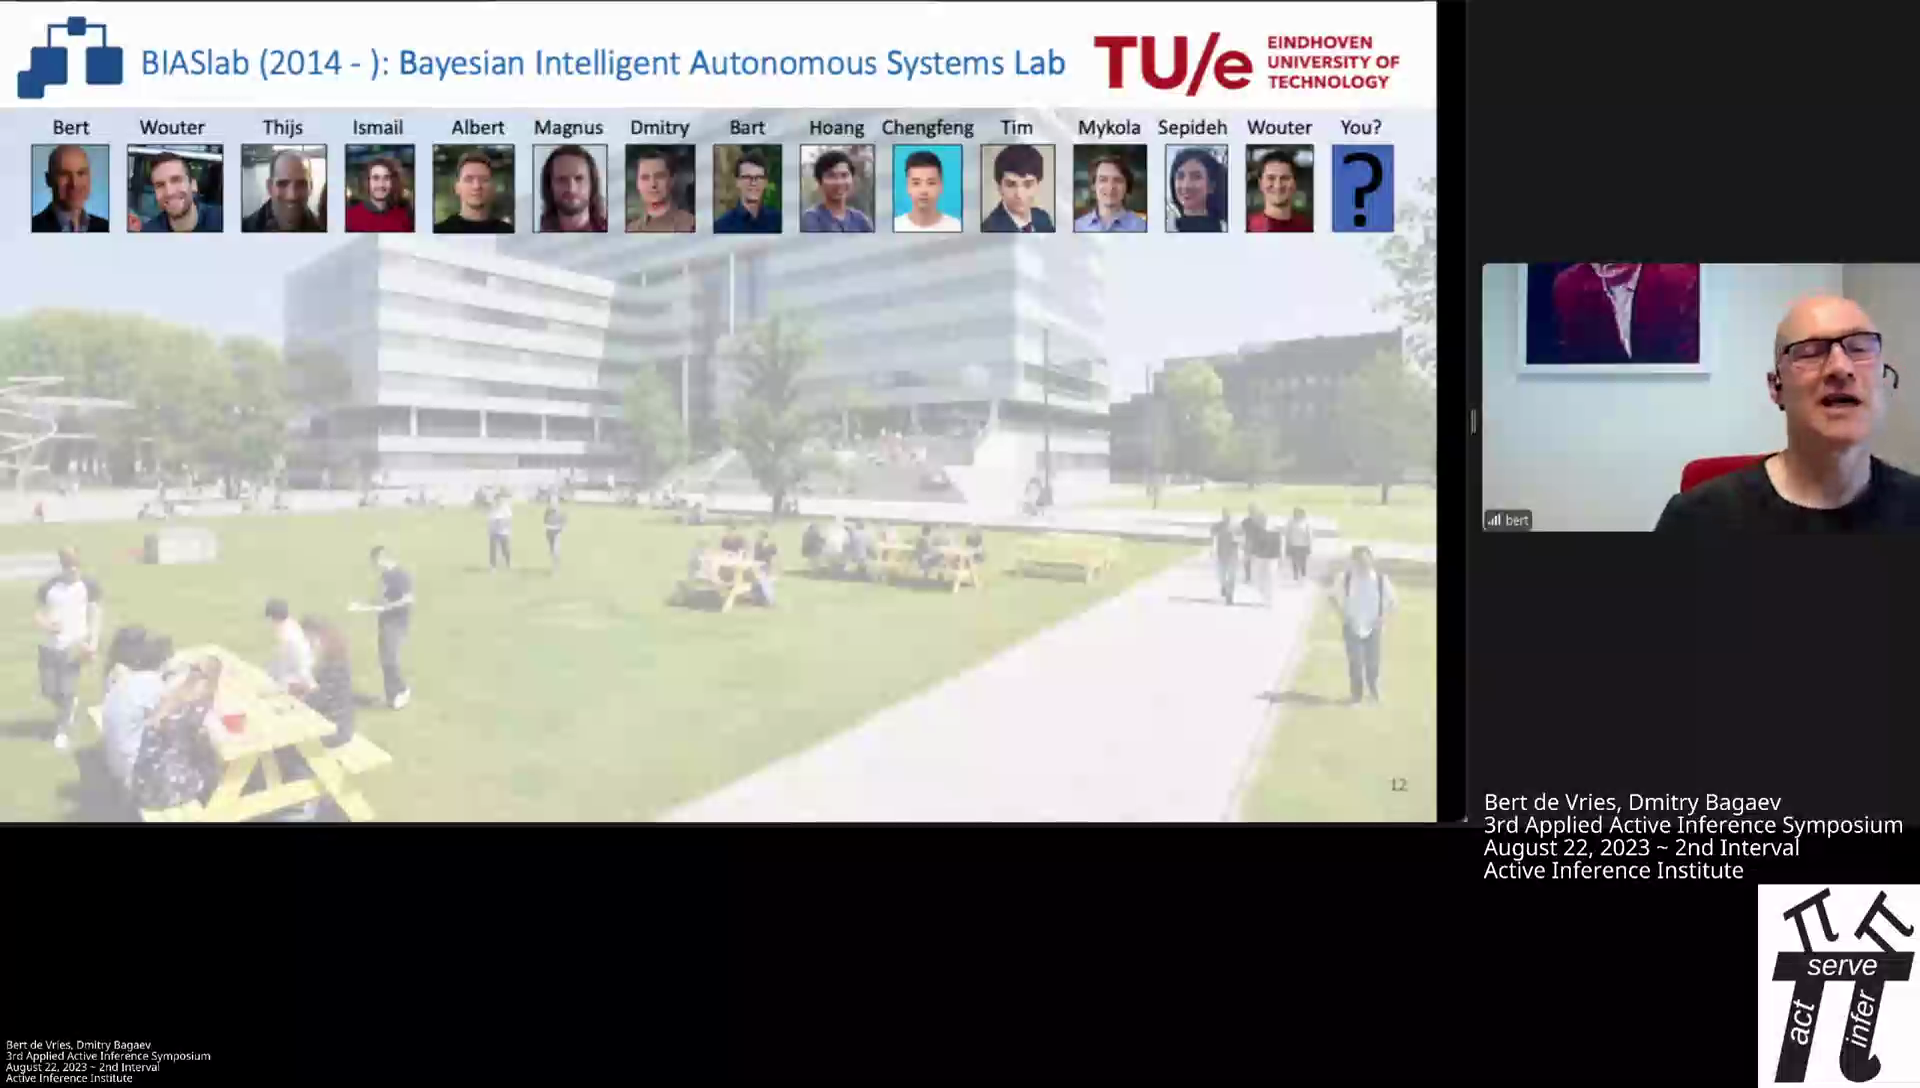 BIASlab (2014 - ): Bayesian Intelligent Autonomous Systems Lab
TU/e
EINDHOVEN
UNIVERSITY OF
TECHNOLOGY
Bert Wouter Thijs Ismail Albert Magnus Dmitry Bart Hoang Chengfeng Tim Mykola Sepideh Wouter You?
?
bert
12
Bert de Vries, Dmitry Bagaev
3rd Applied Active Inference Symposium
August 22, 2023 ~ 2nd Interval
Active Inference Institute
serve
act
infer
Bert de Vries, Dmitry Bagaev
3rd Applied Active Inference Symposium
August 22, 2023 ~ 2nd Interval
Active Inference Institute